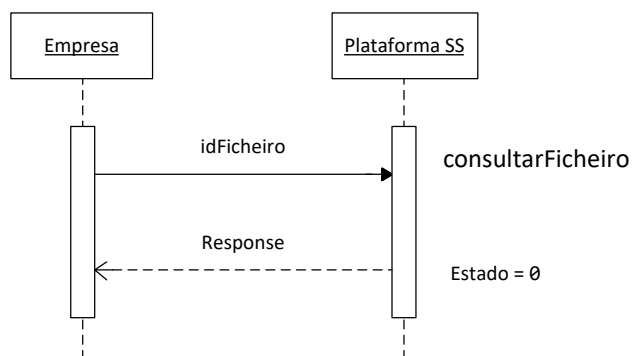 Empresa
Plataforma SS
idFicheiro
consultarFicheiro
Response
Estado = 0